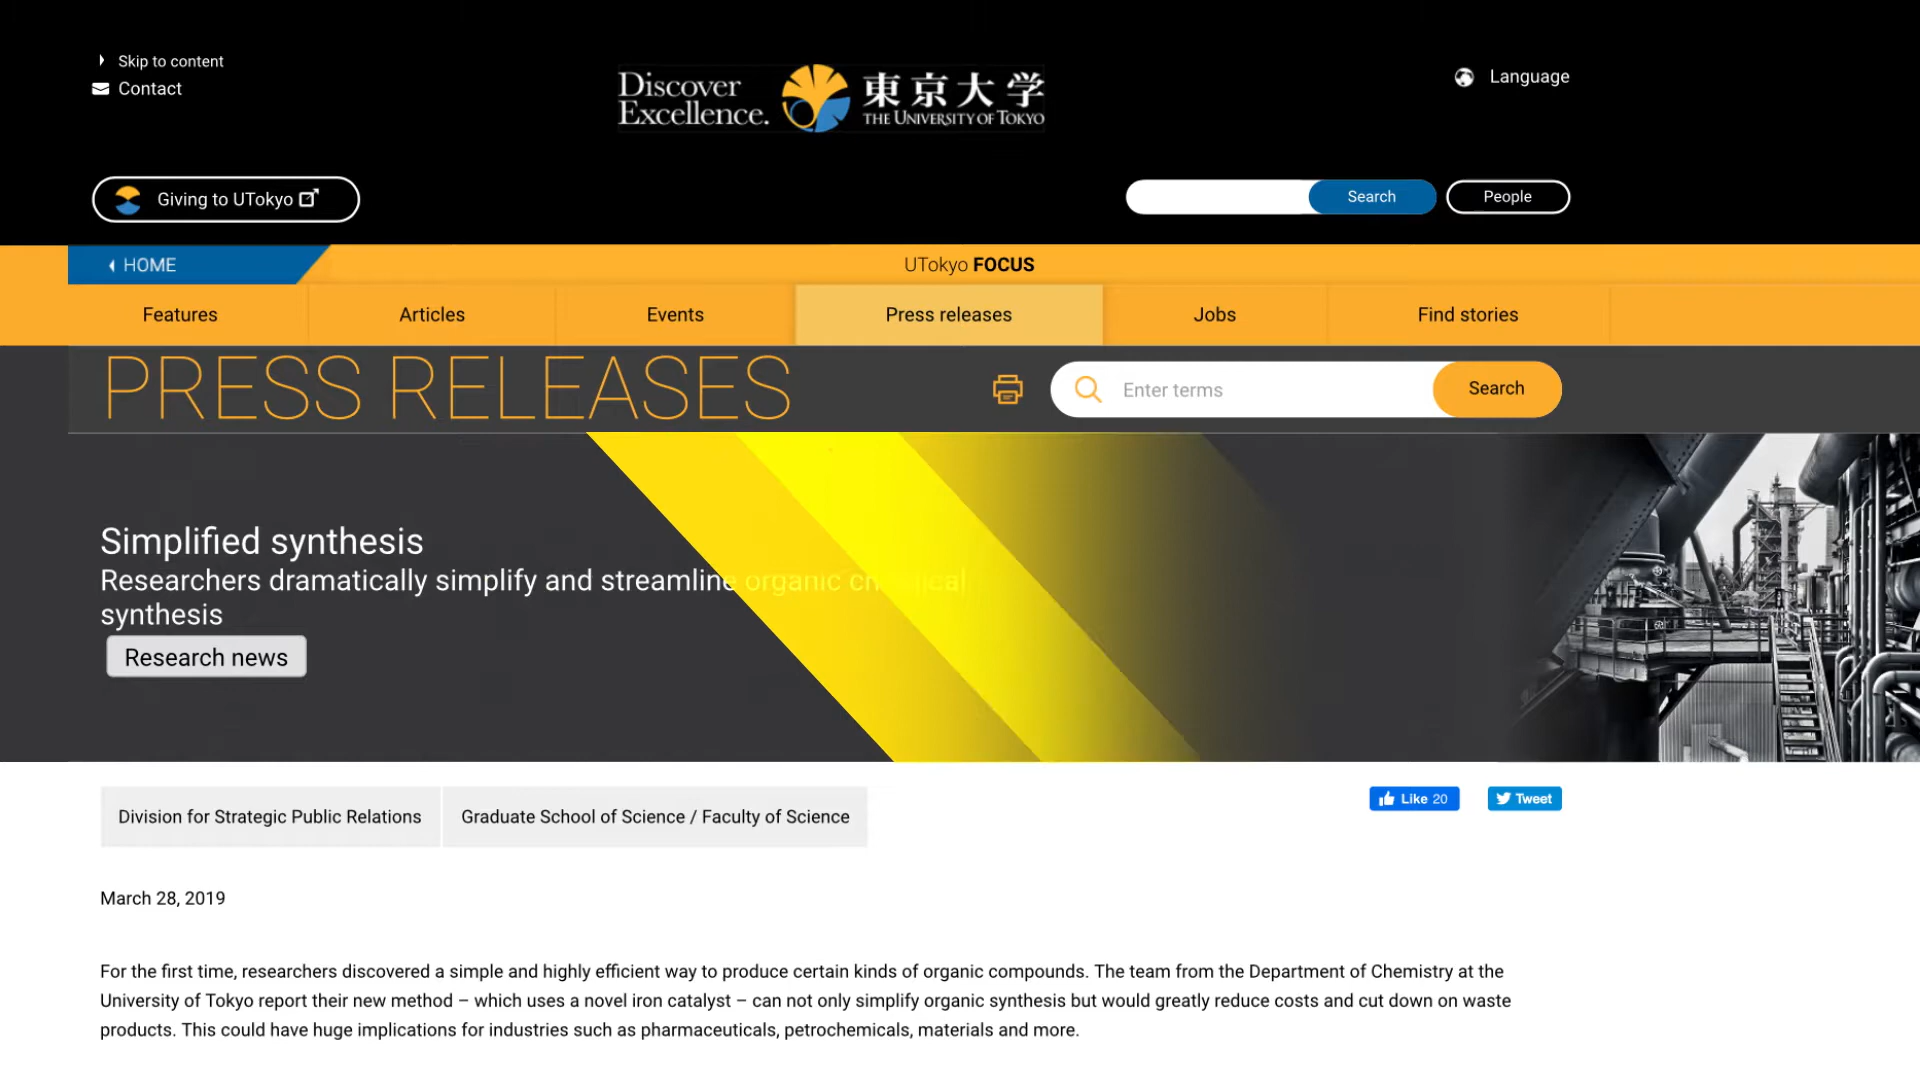 Skip to content
Contact
Discover
Excellence.
東京大学
THE UNIVERSITY OF TOKYO
Language
Giving to UTokyo
Search
People
HOME
UTokyo FOCUS
Features
Articles
Events
Press releases
Jobs
Find stories
PRESS RELEASES
Enter terms
Search
Simplified synthesis
Researchers dramatically simplify and streamline organic chemical
synthesis
Research news
Division for Strategic Public Relations
Graduate School of Science / Faculty of Science
Like 20
Tweet
March 28, 2019
For the first time, researchers discovered a simple and highly efficient way to produce certain kinds of organic compounds. The team from the Department of Chemistry at the
University of Tokyo report their new method – which uses a novel iron catalyst – can not only simplify organic synthesis but would greatly reduce costs and cut down on waste
products. This could have huge implications for industries such as pharmaceuticals, petrochemicals, materials and more.